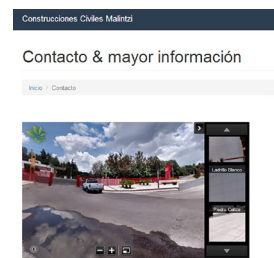 Construcciones Civiles Malintzi
Contacto & mayor información
Inicio / Contacto
Ladrillo Blanco
Piedra Caliza